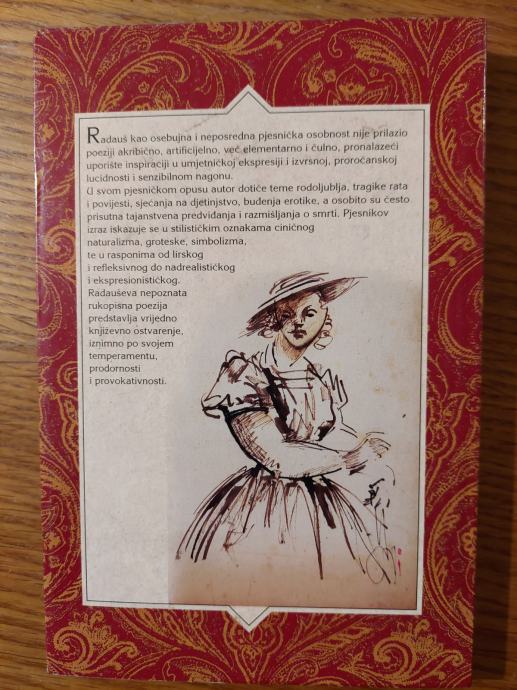 Radauš kao osebujna i neposredna pjesnička osobnost nije prilazio
poeziji akribično, artificijelno, već elementarno i čulno, pronalazeći
uporište inspiraciji u umjetničkoj ekspresiji i izvrsnoj, proročanskoj
lucidnosti i senzibilnom nagonu.
U svom pjesničkom opusu autor dotiče teme rodoljublja, tragike rata
i povijesti, sjećanja na djetinjstvo, buđenja erotike, a osobito su često
prisutna tajanstvena predviđanja i razmišljanja o smrti. Pjesnikov
izraz iskazuje se u stilističkim oznakama ciničnog
naturalizma, groteske, simbolizma,
te u rasponima od lirskog
i refleksivnog do nadrealističkog
i ekspresionističkog.
Radauševa nepoznata
rukopisna poezija
predstavlja vrijedno
književno ostvarenje,
iznimno po svojem
temperamentu,
prodornosti
i provokativnosti.